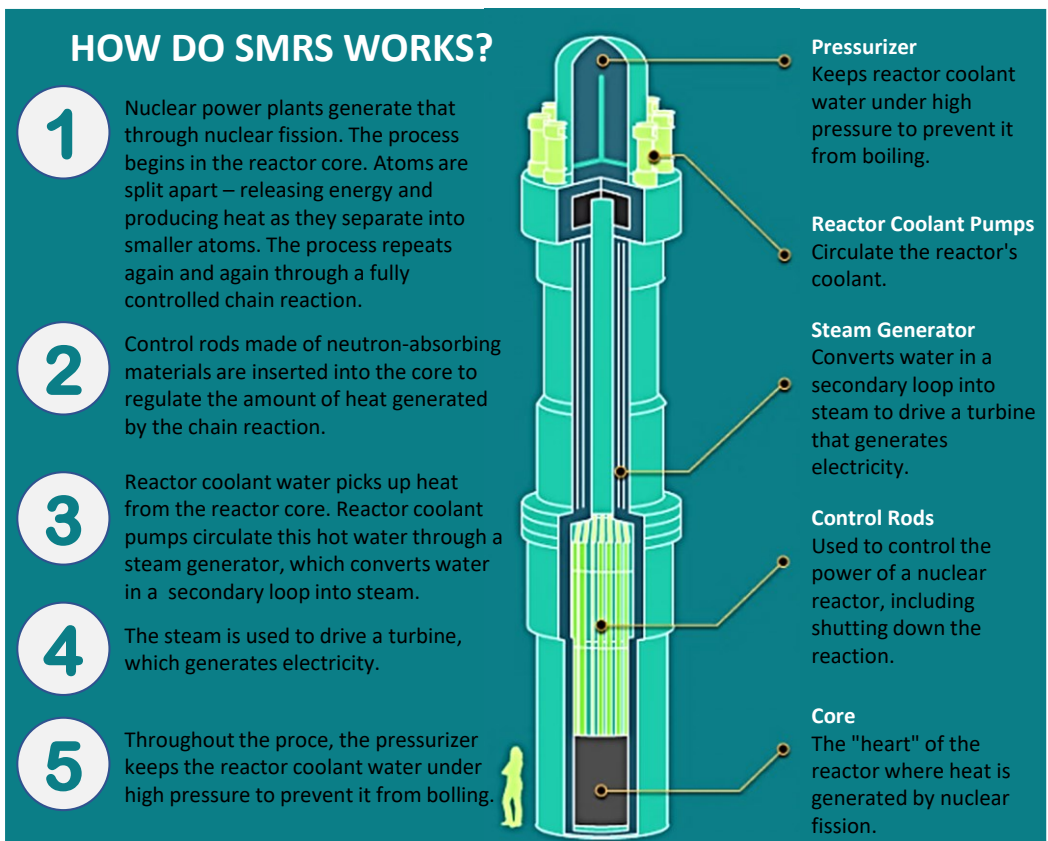 HOW DO SMRS WORKS?
1
Nuclear power plants generate that
through nuclear fission. The process
begins in the reactor core. Atoms are
split apart – releasing energy and
producing heat as they separate into
smaller atoms. The process repeats
again and again through a fully
controlled chain reaction.
2
Control rods made of neutron-absorbing
materials are inserted into the core to
regulate the amount of heat generated
by the chain reaction.
3
Reactor coolant water picks up heat
from the reactor core. Reactor coolant
pumps circulate this hot water through a
steam generator, which converts water
in a secondary loop into steam.
4
The steam is used to drive a turbine,
which generates electricity.
5
Throughout the proce, the pressurizer
keeps the reactor coolant water under
high pressure to prevent it from bolling.
Pressurizer
Keeps reactor coolant
water under high
pressure to prevent it
from boiling.
Reactor Coolant Pumps
Circulate the reactor's
coolant.
Steam Generator
Converts water in a
secondary loop into
steam to drive a turbine
that generates
electricity.
Control Rods
Used to control the
power of a nuclear
reactor, including
shutting down the
reaction.
Core
The "heart" of the
reactor where heat is
generated by nuclear
fission.